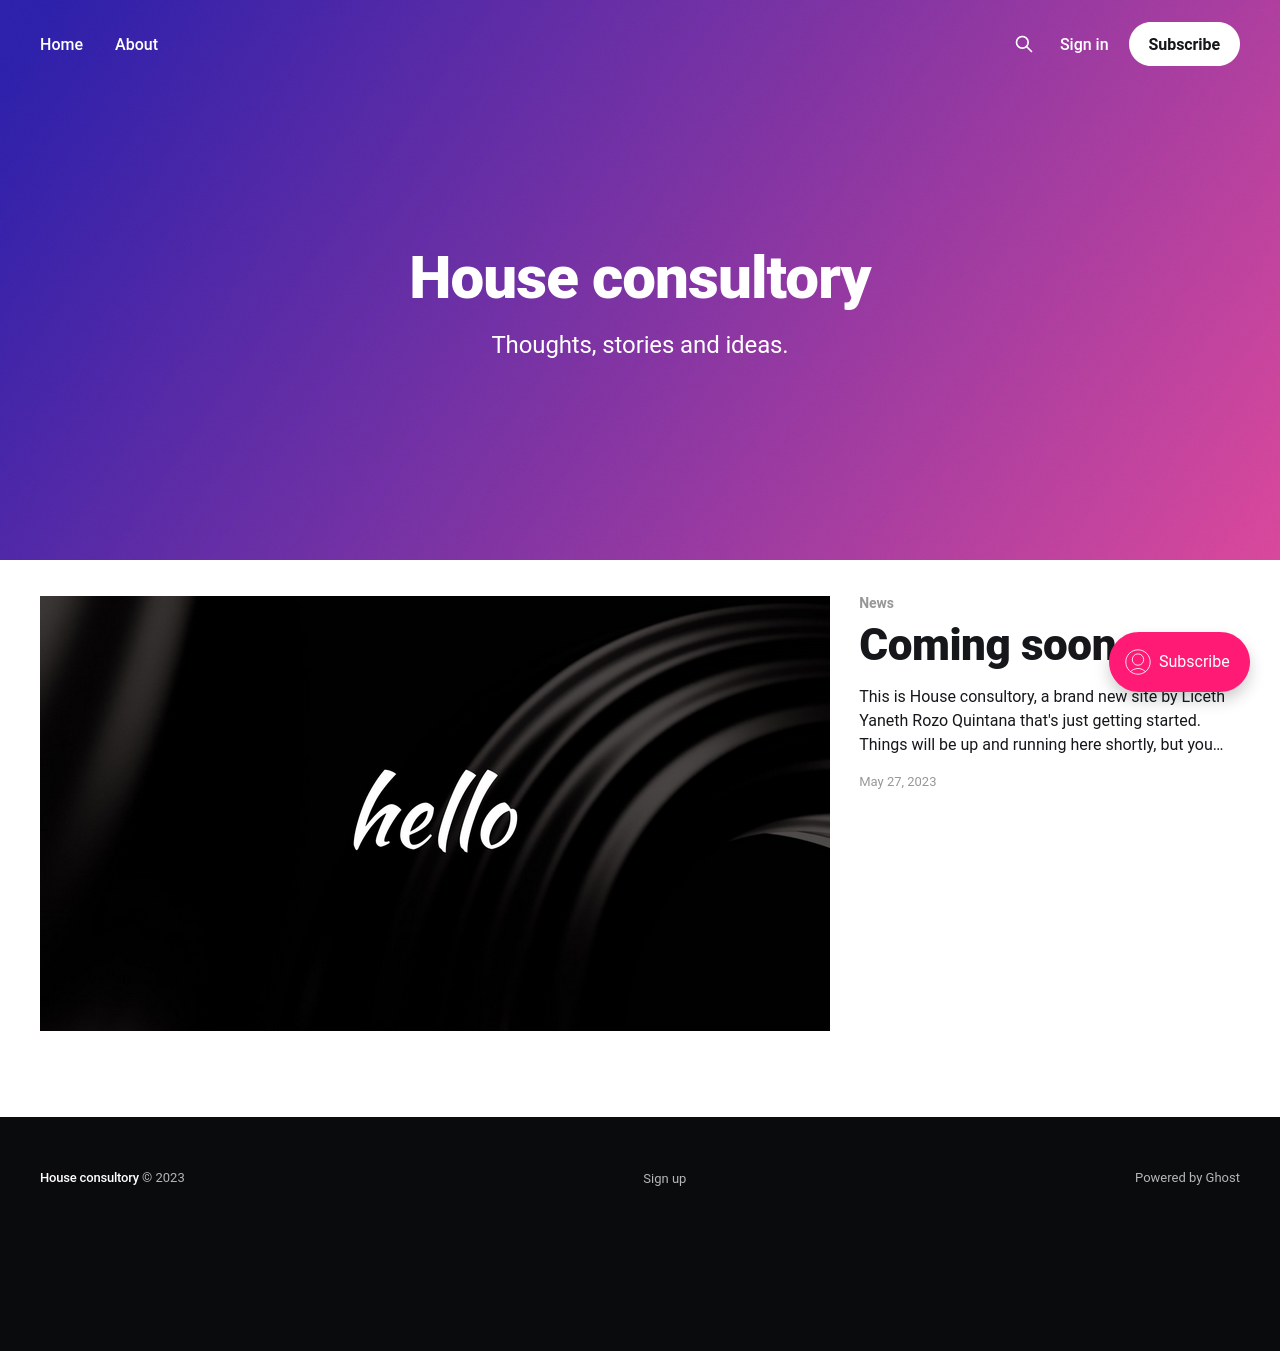 Home About Sign in Subscribe
House consultory
Thoughts, stories and ideas.
hello
News
Coming soon
Subscribe
This is House consultory, a brand new site by Liceth
Yaneth Rozo Quintana that's just getting started.
Things will be up and running here shortly, but you…
May 27, 2023
House consultory © 2023
Sign up
Powered by Ghost